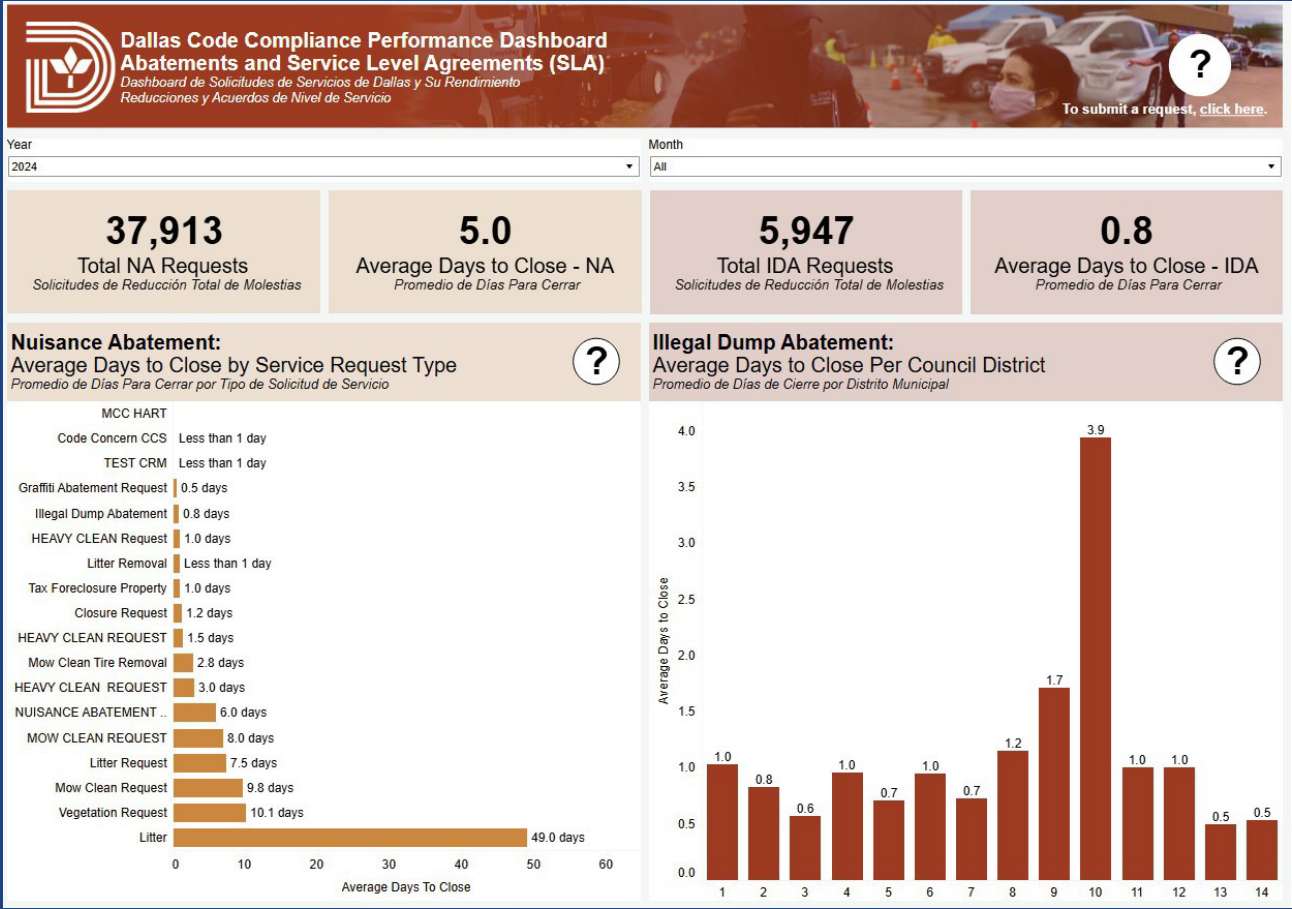 Dallas Code Compliance Performance Dashboard
Abatements and Service Level Agreements (SLA)
Dashboard de Solicitudes de Servicios de Dallas y Su Rendimiento
Reducciones y Acuerdos de Nivel de Servicio
?
To submit a request, click here.
Year
2024
Month
All
37,913
Total NA Requests
Solicitudes de Reducción Total de Molestias
5.0
Average Days to Close - NA
Promedio de Días Para Cerrar
5,947
Total IDA Requests
Solicitudes de Reducción Total de Molestias
0.8
Average Days to Close - IDA
Promedio de Días Para Cerrar
Nuisance Abatement:
Average Days to Close by Service Request Type
Promedio de Días Para Cerrar por Tipo de Solicitud de Servicio
?
MCC HART
Code Concern CCS Less than 1 day
TEST CRM Less than 1 day
Graffiti Abatement Request 0.5 days
Illegal Dump Abatement 0.8 days
HEAVY CLEAN Request 1.0 days
Litter Removal Less than 1 day
Tax Foreclosure Property 1.0 days
Closure Request 1.2 days
HEAVY CLEAN REQUEST 1.5 days
Mow Clean Tire Removal 2.8 days
HEAVY CLEAN  REQUEST 3.0 days
NUISANCE ABATEMENT .. 6.0 days
MOW CLEAN REQUEST 8.0 days
Litter Request 7.5 days
Mow Clean Request 9.8 days
Vegetation Request 10.1 days
Litter 49.0 days
0 10 20 30 40 50 60
Average Days To Close
Illegal Dump Abatement:
Average Days to Close Per Council District
Promedio de Días de Cierre por Distrito Municipal
?
Average Days to Close
4.0
3.5
3.0
2.5
2.0
1.5
1.0
0.5
0.0
1.0 0.8 0.6 1.0 0.7 1.0 0.7 1.2 1.7 3.9 1.0 1.0 0.5 0.5
1 2 3 4 5 6 7 8 9 10 11 12 13 14